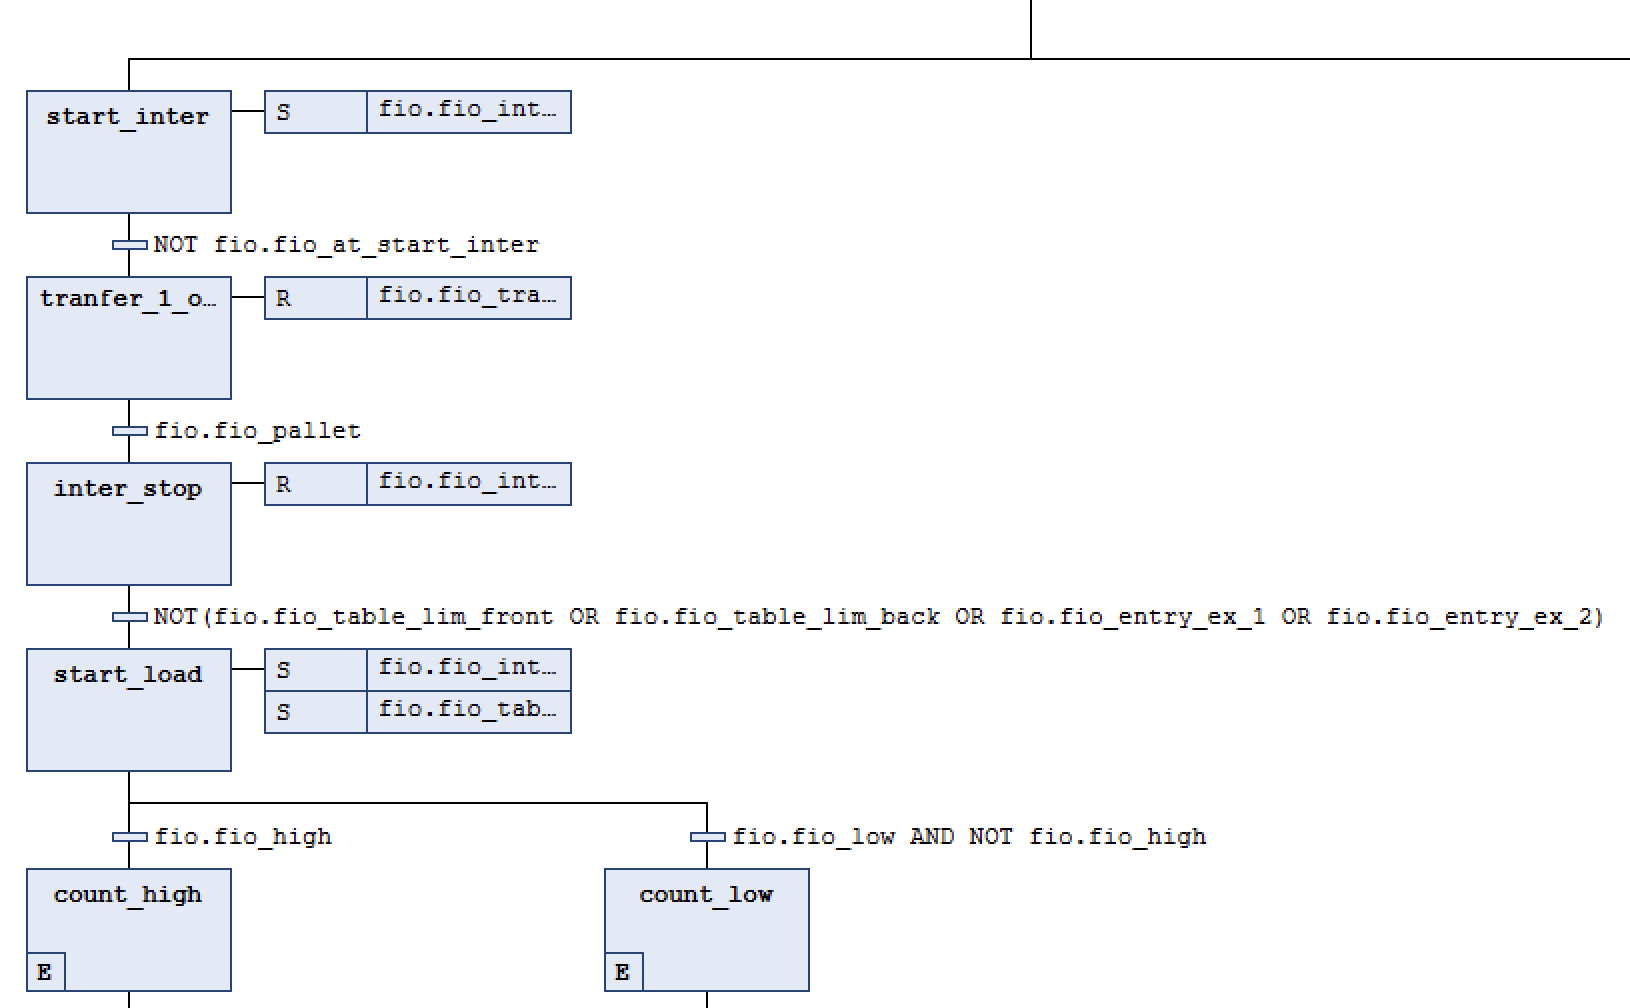 start_inter
S fio.fio_int…
NOT fio.fio_at_start_inter
tranfer_1_o…
R fio.fio_tra…
fio.fio_pallet
inter_stop
R fio.fio_int…
NOT(fio.fio_table_lim_front OR fio.fio_table_lim_back OR fio.fio_entry_ex_1 OR fio.fio_entry_ex_2)
start_load
S fio.fio_int…
S fio.fio_tab…
fio.fio_high
fio.fio_low AND NOT fio.fio_high
count_high
E
count_low
E